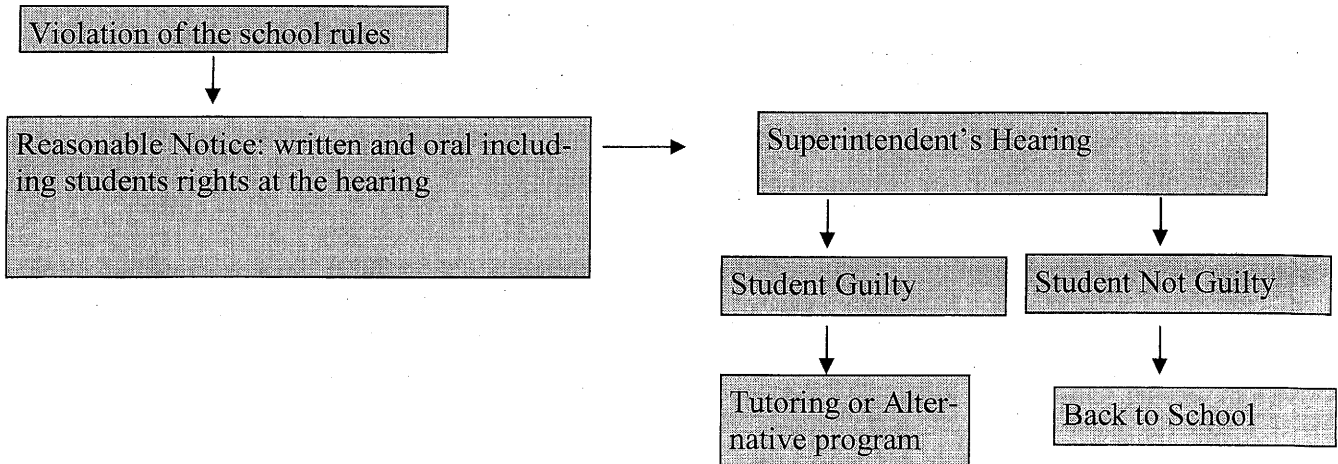 Violation of the school rules
Reasonable Notice: written and oral includ-
ing students rights at the hearing
Superintendent's Hearing
Student Guilty
Student Not Guilty
Tutoring or Alter-
native program
Back to School